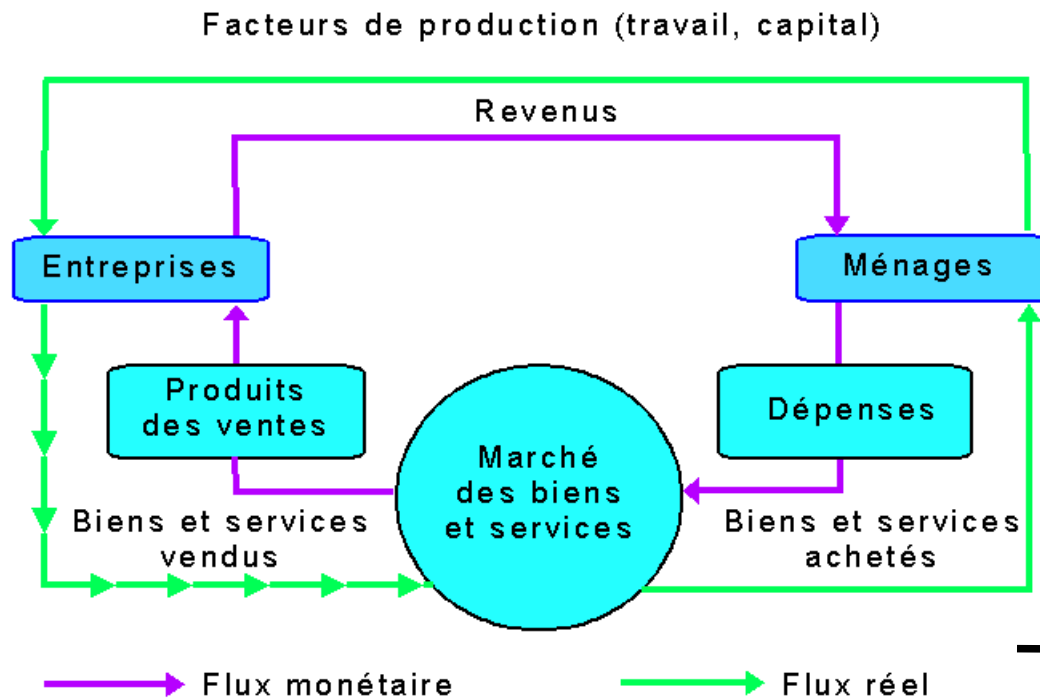 Facteurs de production (travail, capital)
Revenus
Entreprises
Ménages
Produits
des ventes
Dépenses
Marché
des biens
et services
Biens et services
vendus
Biens et services
achetés
Flux monétaire
Flux réel